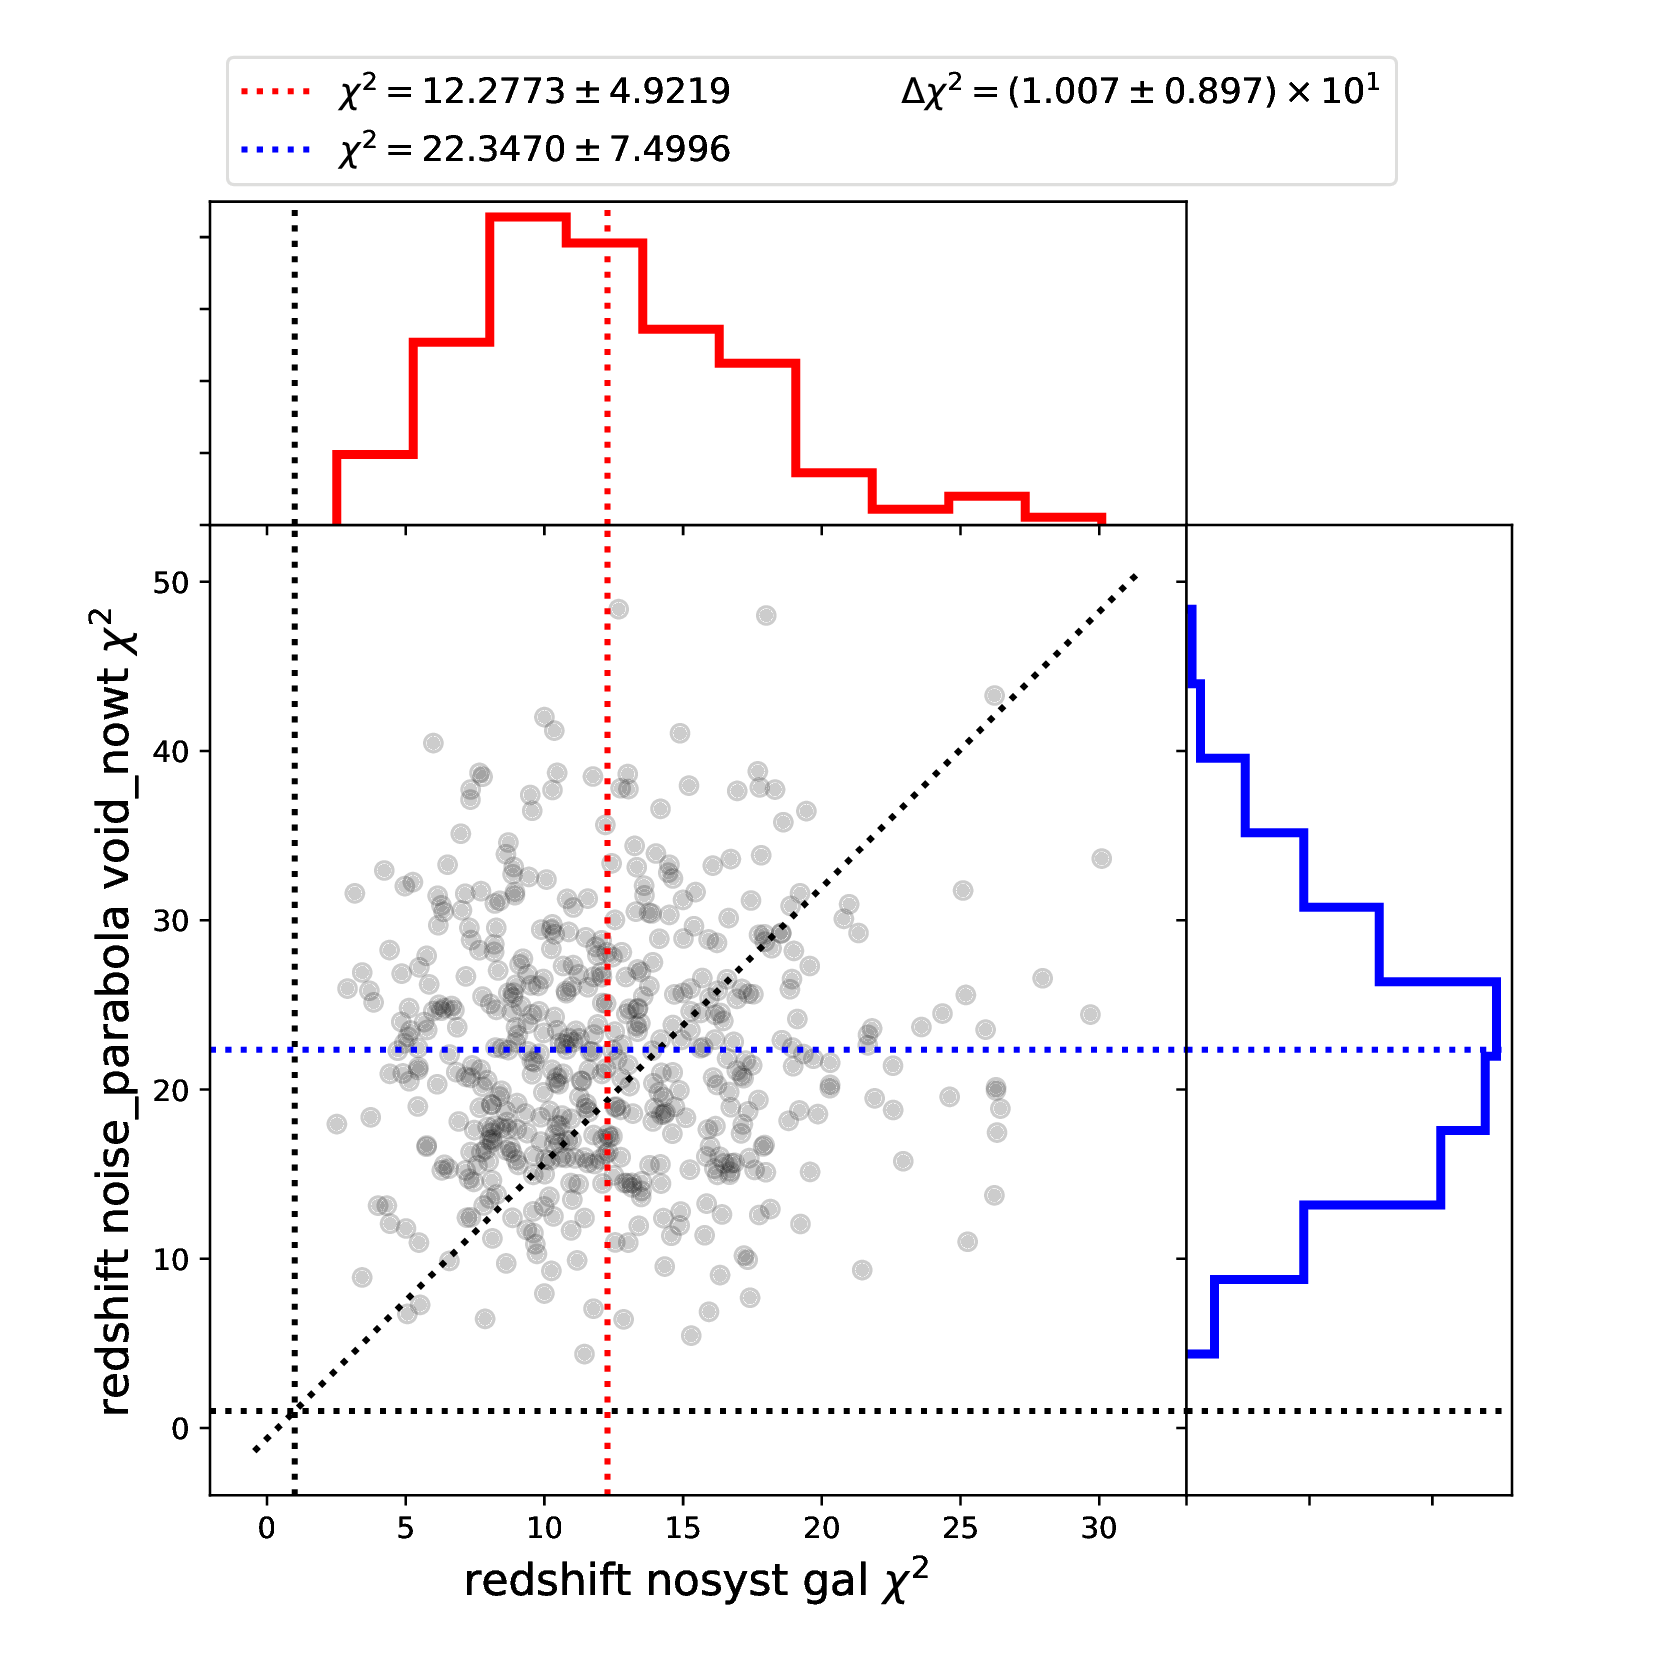 χ² = 12.2773 ± 4.9219
χ² = 22.3470 ± 7.4996
Δχ² = (1.007 ± 0.897) × 10¹
50
40
30
20
10
0
redshift noise_parabola void_nowt χ²
0 5 10 15 20 25 30
redshift nosyst gal χ²